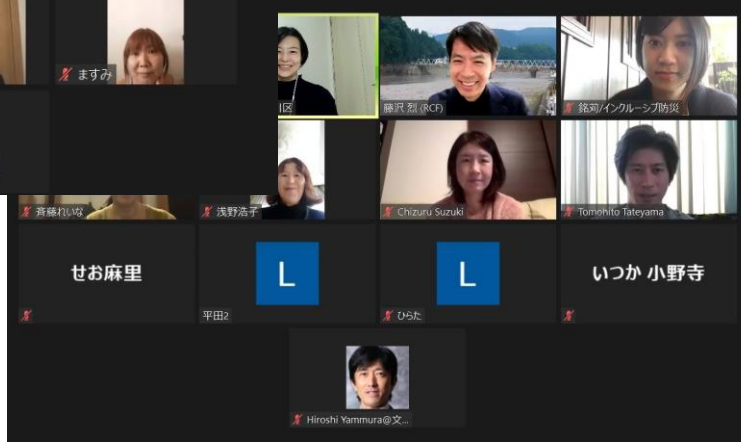 ますみ
区
藤沢 烈 (RCF)
銘苅/インクルーシブ防災
斉藤れいな
浅野浩子
Chizuru Suzuki
Tomohito Tateyama
せお麻里
L
平田2
L
ひらた
いつか 小野寺
Hiroshi Yammura@文...